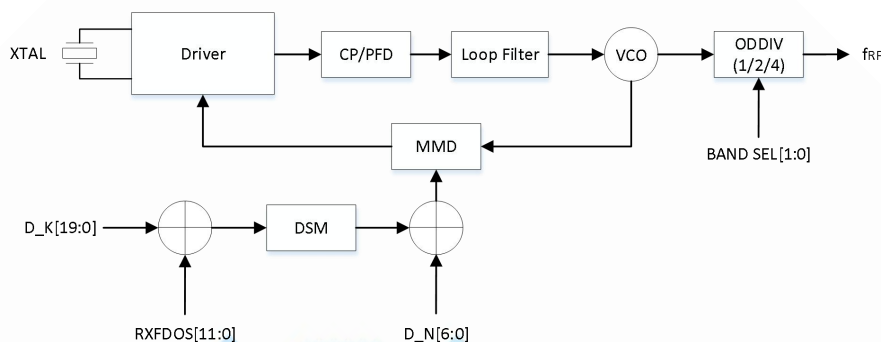 XTAL
Driver
CP/PFD
Loop Filter
VCO
ODDIV
(1/2/4)
fRF
MMD
BAND SEL[1:0]
D_K[19:0]
DSM
RXFDOS[11:0]
D_N[6:0]